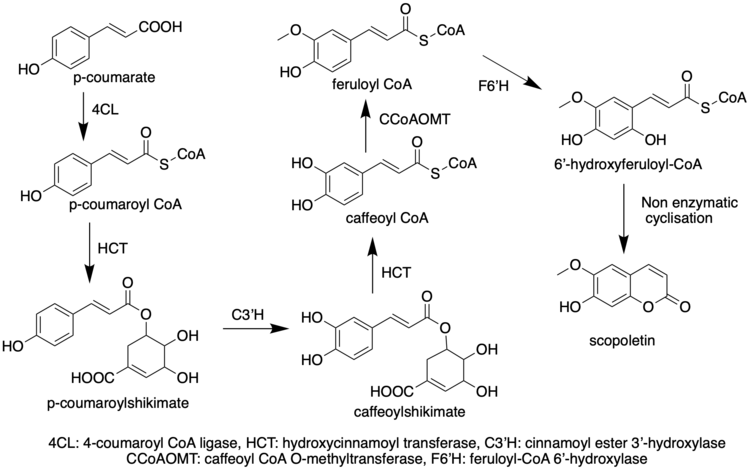 COOH
HO
p-coumarate
4CL
O
S
CoA
HO
p-coumaroyl CoA
HCT
O
O
OH
HO
OH
HOOC
p-coumaroylshikimate
C3'H
O
HO
HO
O
OH
OH
HOOC
caffeoylshikimate
HCT
O
HO
HO
S
CoA
caffeoyl CoA
CCoAOMT
O
O
HO
S
CoA
feruloyl CoA
F6'H
O
O
HO
OH
S
CoA
6'-hydroxyferuloyl-CoA
Non enzymatic
cyclisation
O
HO
O
O
scopoletin
4CL: 4-coumaroyl CoA ligase, HCT: hydroxycinnamoyl transferase, C3'H: cinnamoyl ester 3'-hydroxylase
CCoAOMT: caffeoyl CoA O-methyltransferase, F6'H: feruloyl-CoA 6'-hydroxylase